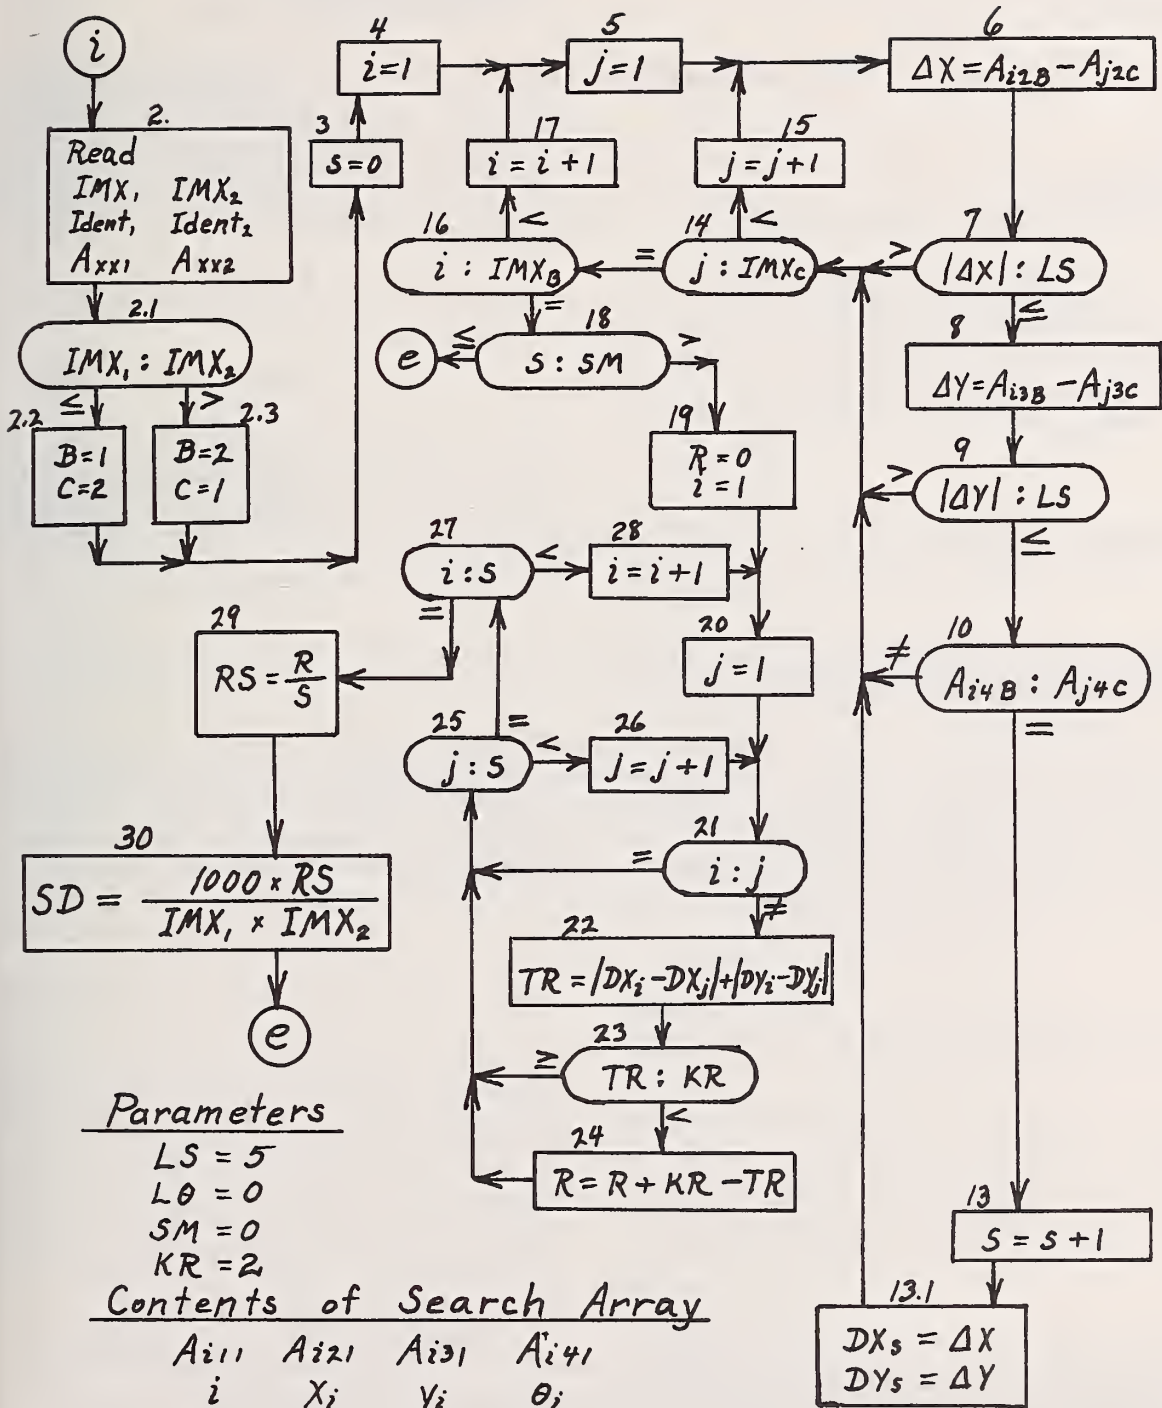 i
2.
Read
IMX₁ IMX₂
Ident₁ Ident₂
Axx1 Axx2
2.1
IMX₁ : IMX₂
≤ >
2.2
B=1
C=2
2.3
B=2
C=1
3
S=0
4
i=1
5
j=1
6
ΔX=Ai2B−Aj2C
7
|ΔX| : LS
>
≤
8
ΔY=Ai3B−Aj3C
9
|ΔY| : LS
>
≤
10
Ai4B : Aj4C
≠
=
13
S = S+1
13.1
DXs = ΔX
DYs = ΔY
14
j : IMXc
<
=
15
j=j+1
16
i : IMXB
<
=
17
i = i+1
18
S : SM
≤
>
e
19
R=0
i=1
20
j=1
21
i : j
=
≠
22
TR = |DXi−DXj|+|DYi−DYj|
23
TR : KR
≥
<
24
R=R+KR−TR
25
j : S
<
=
26
j=j+1
27
i : S
<
=
28
i=i+1
29
RS = R/S
30
SD = 1000 × RS / IMX₁ × IMX₂
e
Parameters
LS = 5
Lθ = 0
SM = 0
KR = 2
Contents of Search Array
Ai11 Ai21 Ai31 Ai41
i Xi Yi θi